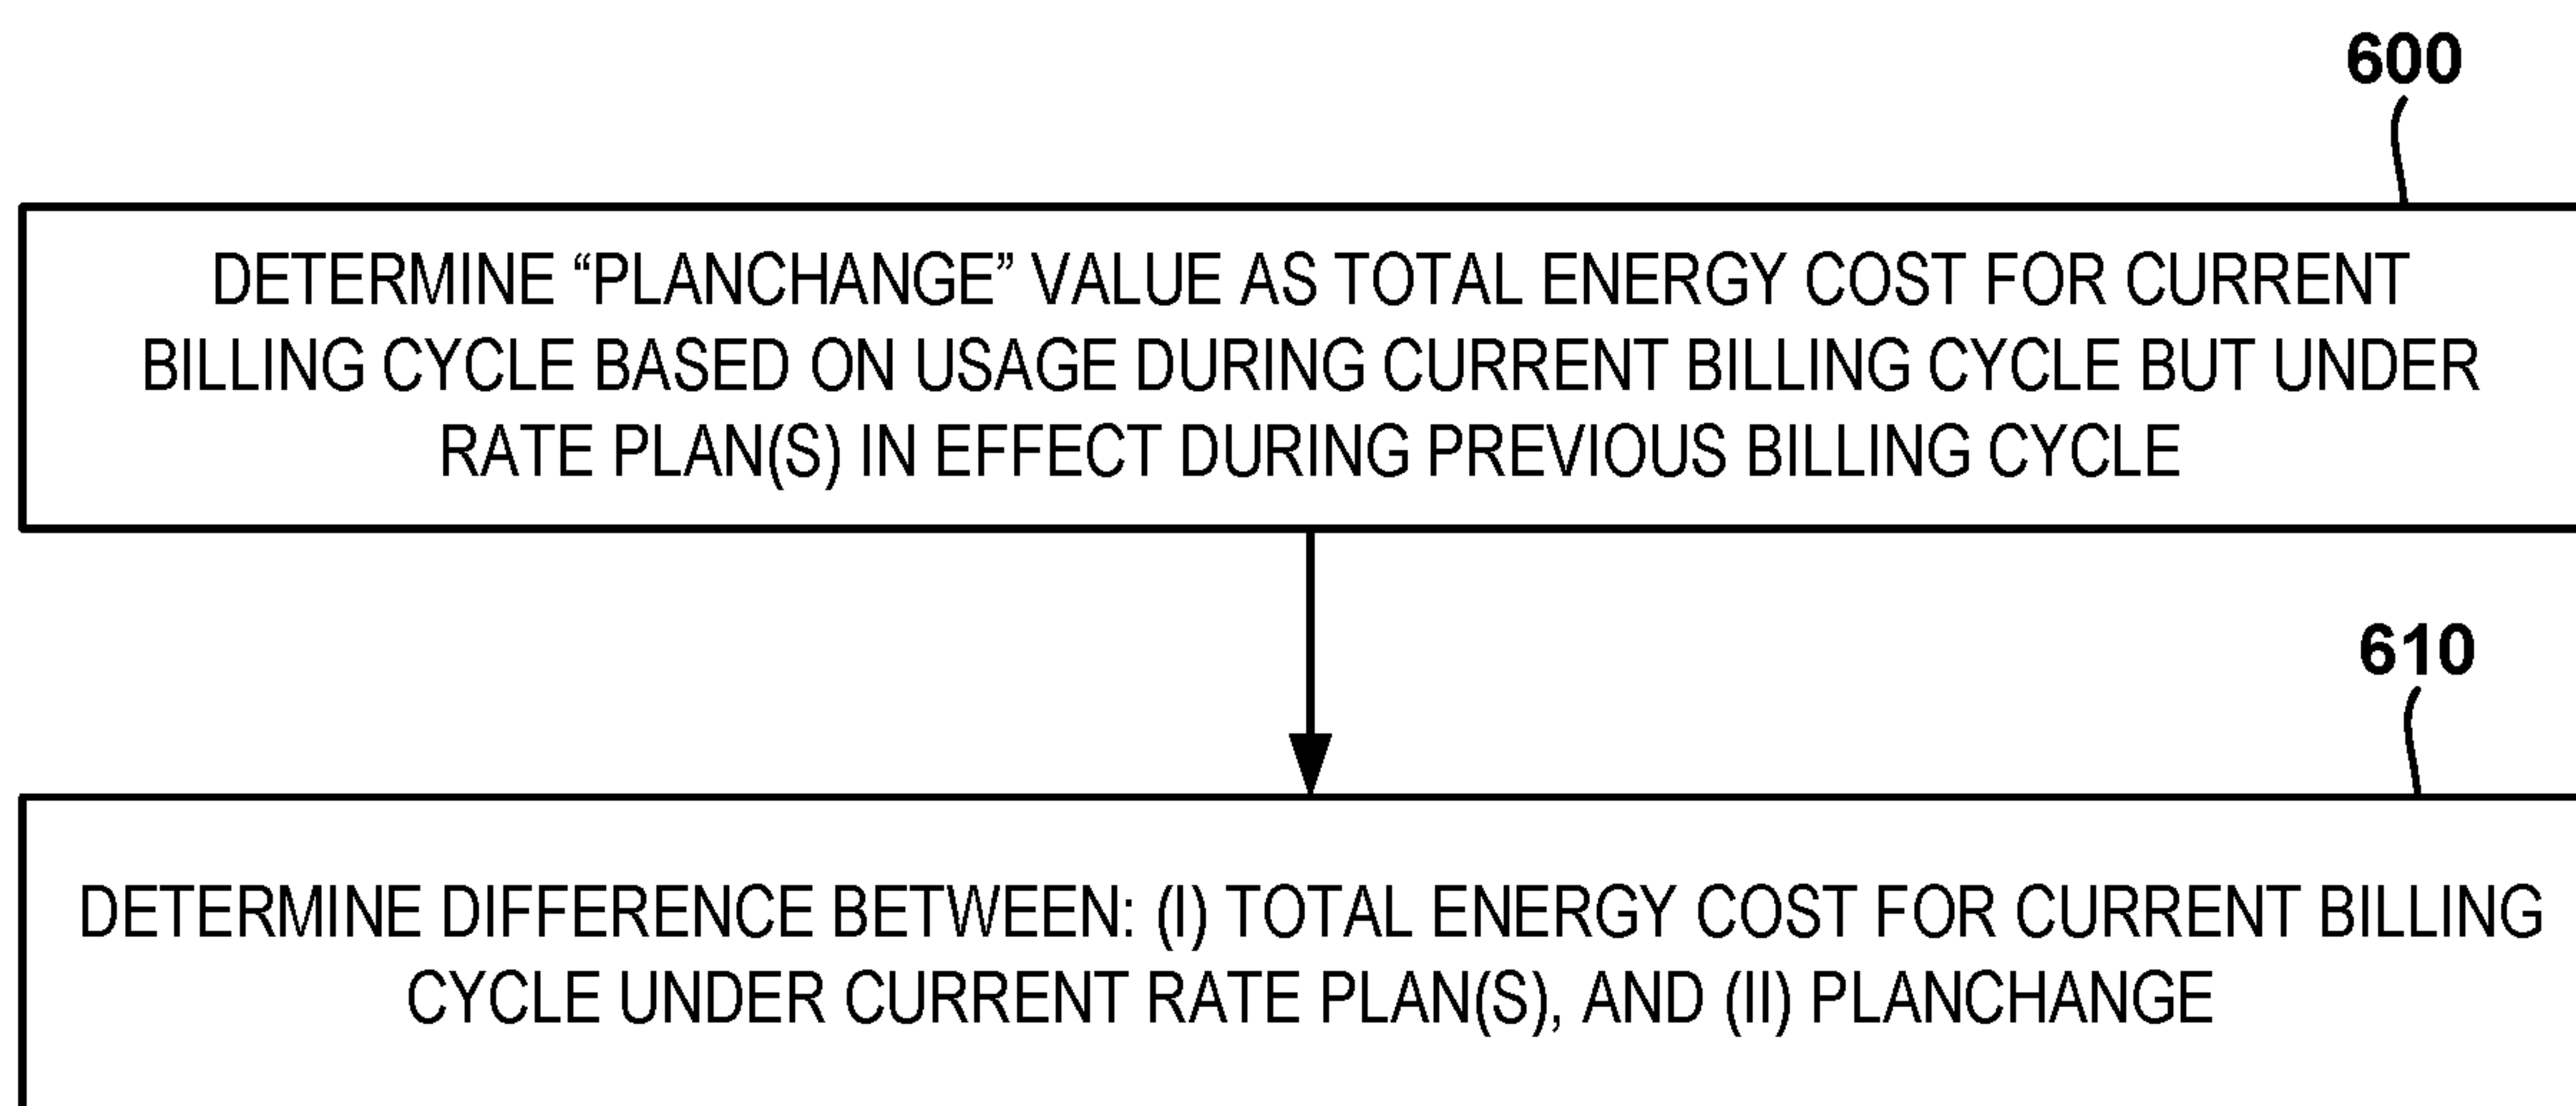 600
DETERMINE “PLANCHANGE” VALUE AS TOTAL ENERGY COST FOR CURRENT
BILLING CYCLE BASED ON USAGE DURING CURRENT BILLING CYCLE BUT UNDER
RATE PLAN(S) IN EFFECT DURING PREVIOUS BILLING CYCLE
610
DETERMINE DIFFERENCE BETWEEN: (I) TOTAL ENERGY COST FOR CURRENT BILLING
CYCLE UNDER CURRENT RATE PLAN(S), AND (II) PLANCHANGE